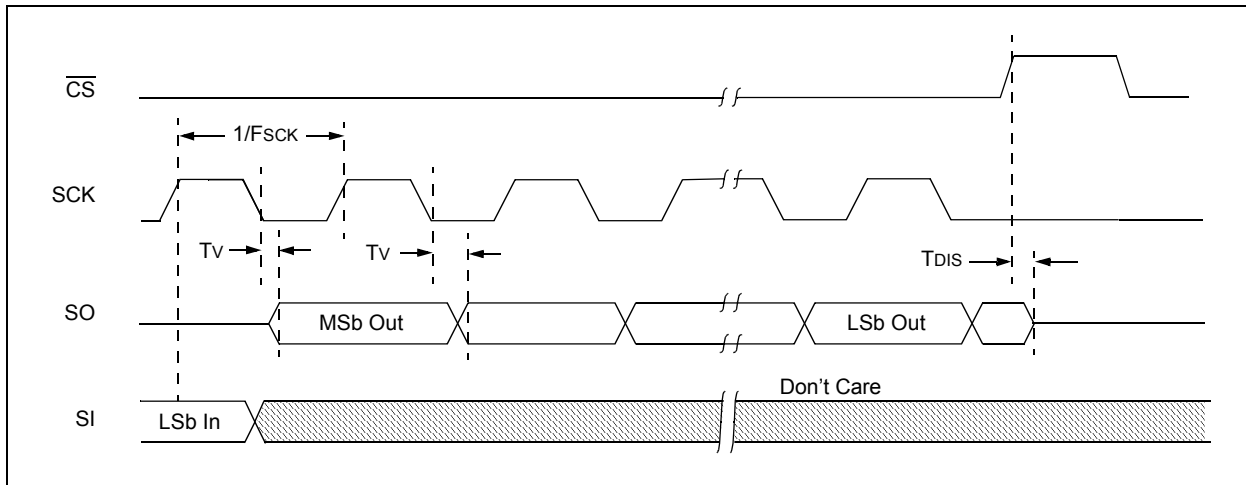 CS
1/FSCK
SCK
TV
TV
TDIS
SO
MSb Out
LSb Out
Don't Care
SI
LSb In